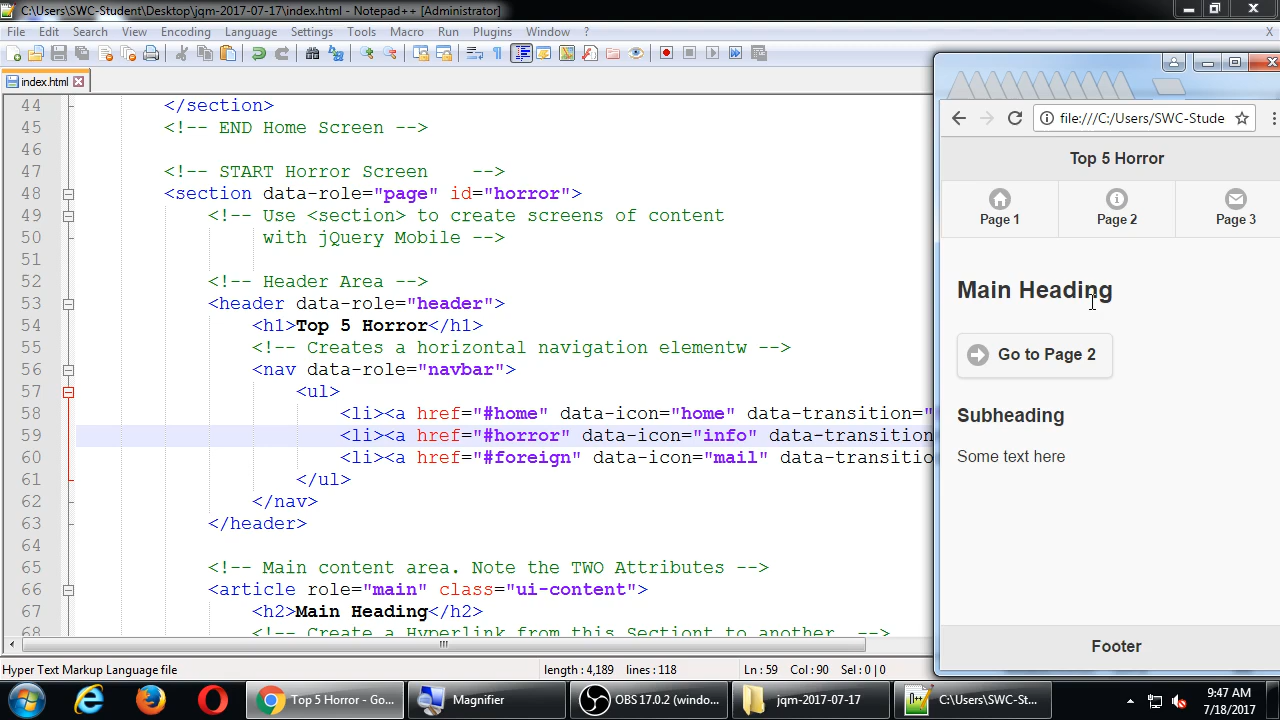 C:\Users\SWC-Student\Desktop\jqm-2017-07-17\index.html - Notepad++ [Administrator]
File Edit Search View Encoding Language Settings Tools Macro Run Plugins Window ? X
index.html
44 </section>
45 <!-- END Home Screen -->
46
47 <!-- START Horror Screen -->
48 <section data-role="page" id="horror">
49 <!-- Use <section> to create screens of content
50 with jQuery Mobile -->
51
52 <!-- Header Area -->
53 <header data-role="header">
54 <h1>Top 5 Horror</h1>
55 <!-- Creates a horizontal navigation elementw -->
56 <nav data-role="navbar">
57 <ul>
58 <li><a href="#home" data-icon="home" data-transition="
59 <li><a href="#horror" data-icon="info" data-transition
60 <li><a href="#foreign" data-icon="mail" data-transitio
61 </ul>
62 </nav>
63 </header>
64
65 <!-- Main content area. Note the TWO Attributes -->
66 <article role="main" class="ui-content">
67 <h2>Main Heading</h2>
68 <!-- Create a Hyperlink from this Sectiont to another -->
file:///C:/Users/SWC-Stude
Top 5 Horror
Page 1 Page 2 Page 3
Main Heading
Go to Page 2
Subheading
Some text here
Footer
Hyper Text Markup Language file length : 4,189 lines : 118 Ln : 59 Col : 90 Sel : 0 | 0
Top 5 Horror - Go... Magnifier OBS 17.0.2 (windo... jqm-2017-07-17 C:\Users\SWC-St...
9:47 AM
7/18/2017